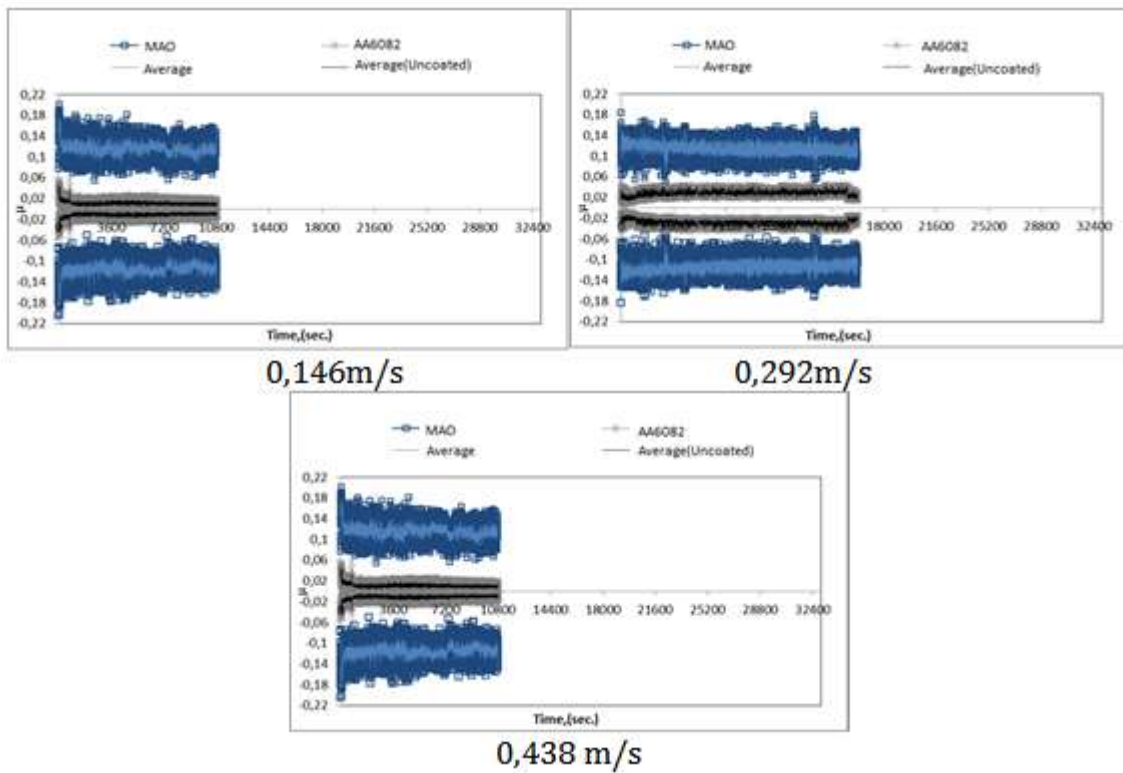 MAO AA6082
Average Average(Uncoated)
0,22
0,18
0,14
0,1
0,06
0,02
-0,02
-0,06
-0,1
-0,14
-0,18
-0,22
μ
3600 7200 10800 14400 18000 21600 25200 28800 32400
Time,(sec.)
0,146m/s
MAO AA6082
Average Average(Uncoated)
0,22
0,18
0,14
0,1
0,06
0,02
-0,02
-0,06
-0,1
-0,14
-0,18
-0,22
μ
18000 21600 25200 28800 32400
Time,(sec.)
0,292m/s
MAO AA6082
Average Average(Uncoated)
0,22
0,18
0,14
0,1
0,06
0,02
-0,02
-0,06
-0,1
-0,14
-0,18
-0,22
μ
3600 7200 10800 14400 18000 21600 25200 28800 32400
Time,(sec.)
0,438 m/s